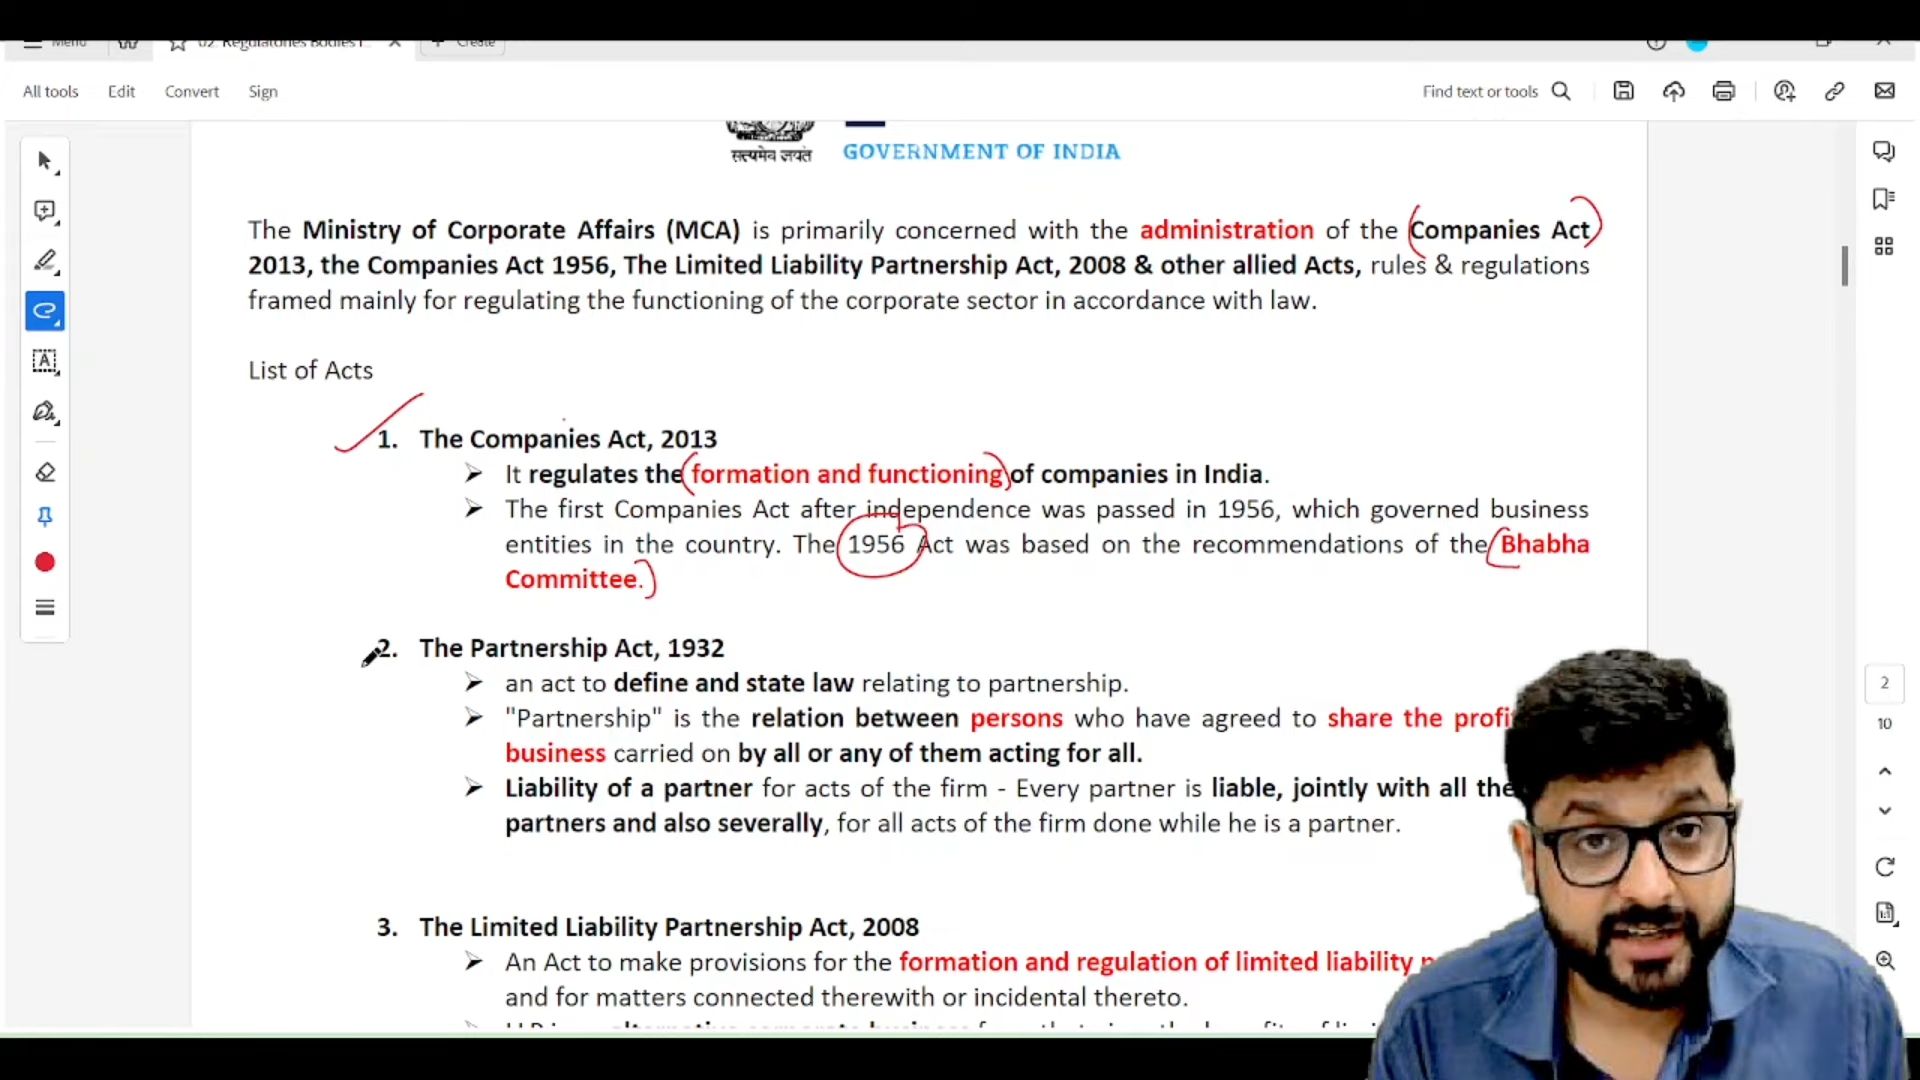 Menu
02. Regulatories Bodies i...
Create
All tools Edit Convert Sign
Find text or tools
सत्यमेव जयते
GOVERNMENT OF INDIA
The Ministry of Corporate Affairs (MCA) is primarily concerned with the administration of the Companies Act
2013, the Companies Act 1956, The Limited Liability Partnership Act, 2008 & other allied Acts, rules & regulations
framed mainly for regulating the functioning of the corporate sector in accordance with law.
List of Acts
1. The Companies Act, 2013
➢ It regulates the formation and functioning of companies in India.
➢ The first Companies Act after independence was passed in 1956, which governed business
entities in the country. The 1956 Act was based on the recommendations of the Bhabha
Committee.
2. The Partnership Act, 1932
➢ an act to define and state law relating to partnership.
➢ "Partnership" is the relation between persons who have agreed to share the profi
business carried on by all or any of them acting for all.
➢ Liability of a partner for acts of the firm - Every partner is liable, jointly with all the
partners and also severally, for all acts of the firm done while he is a partner.
3. The Limited Liability Partnership Act, 2008
➢ An Act to make provisions for the formation and regulation of limited liability
and for matters connected therewith or incidental thereto.
2
10